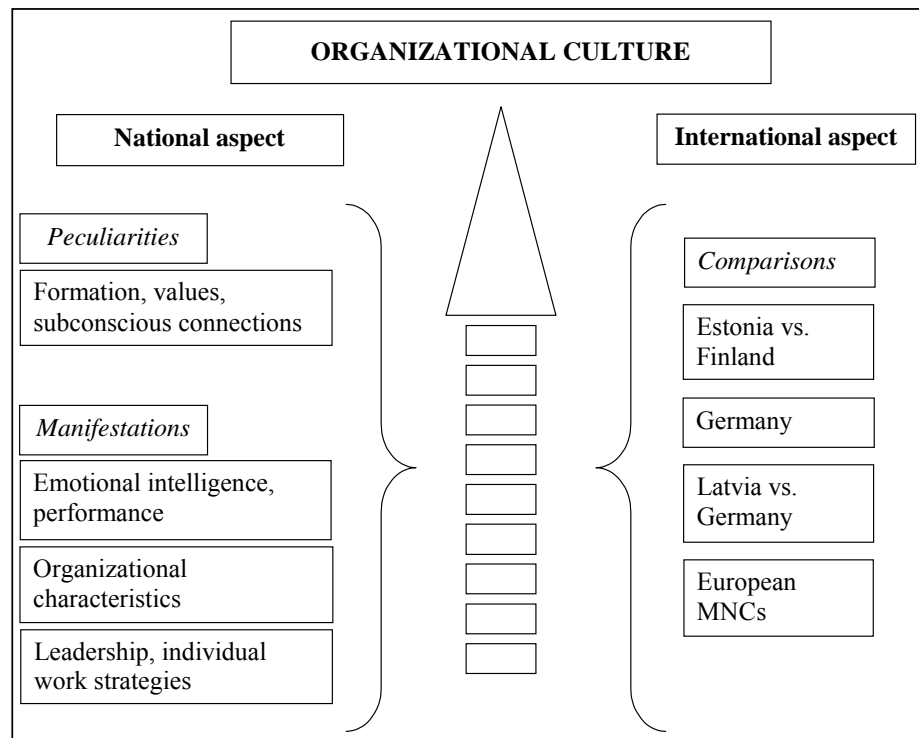 ORGANIZATIONAL CULTURE
National aspect
Peculiarities
Formation, values,
subconscious connections
Manifestations
Emotional intelligence,
performance
Organizational
characteristics
Leadership, individual
work strategies
International aspect
Comparisons
Estonia vs.
Finland
Germany
Latvia vs.
Germany
European
MNCs